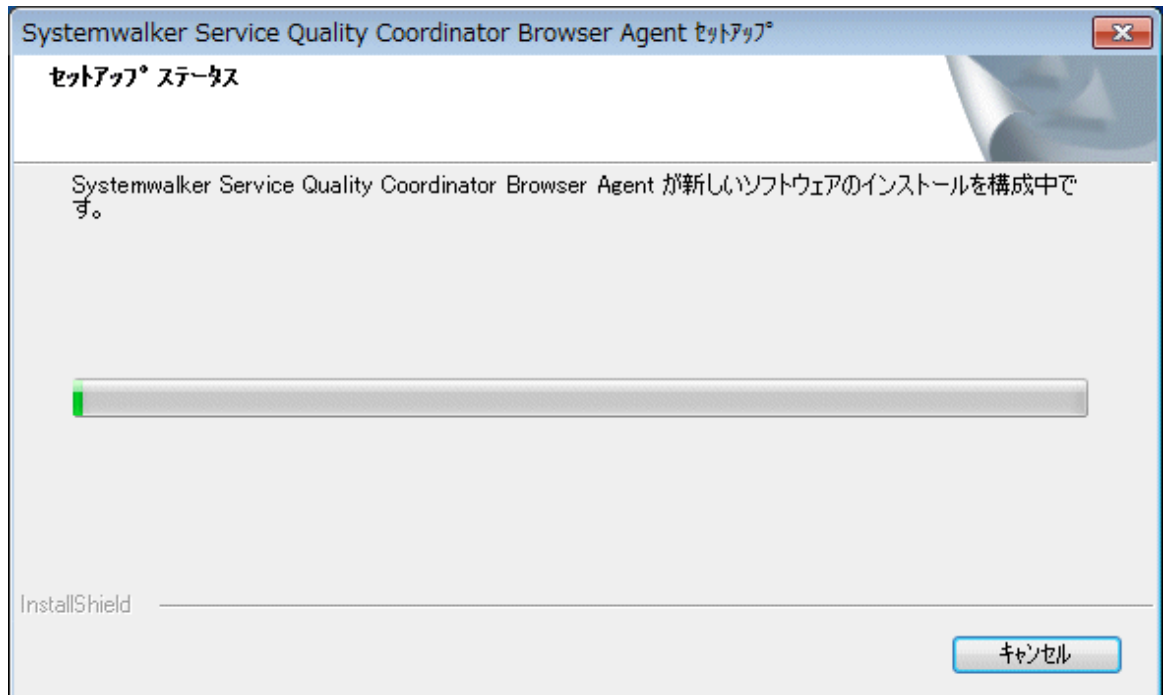 Systemwalker Service Quality Coordinator Browser Agent ｾｯﾄｱｯﾌﾟ
ｾｯﾄｱｯﾌﾟ ｽﾃｰﾀｽ
Systemwalker Service Quality Coordinator Browser Agent が新しいソフトウェアのインストールを構成中で
す。
InstallShield
ｷｬﾝｾﾙ